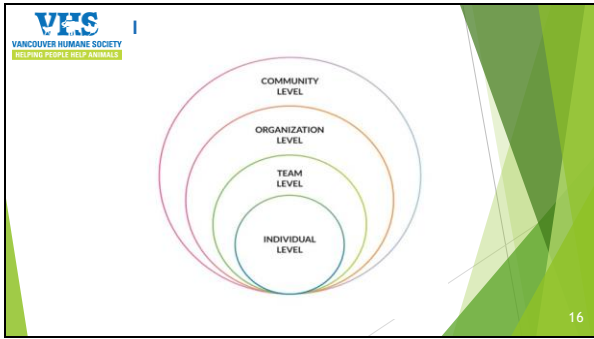 VHS
VANCOUVER HUMANE SOCIETY
HELPING PEOPLE HELP ANIMALS
I
COMMUNITY
LEVEL
ORGANIZATION
LEVEL
TEAM
LEVEL
INDIVIDUAL
LEVEL
16